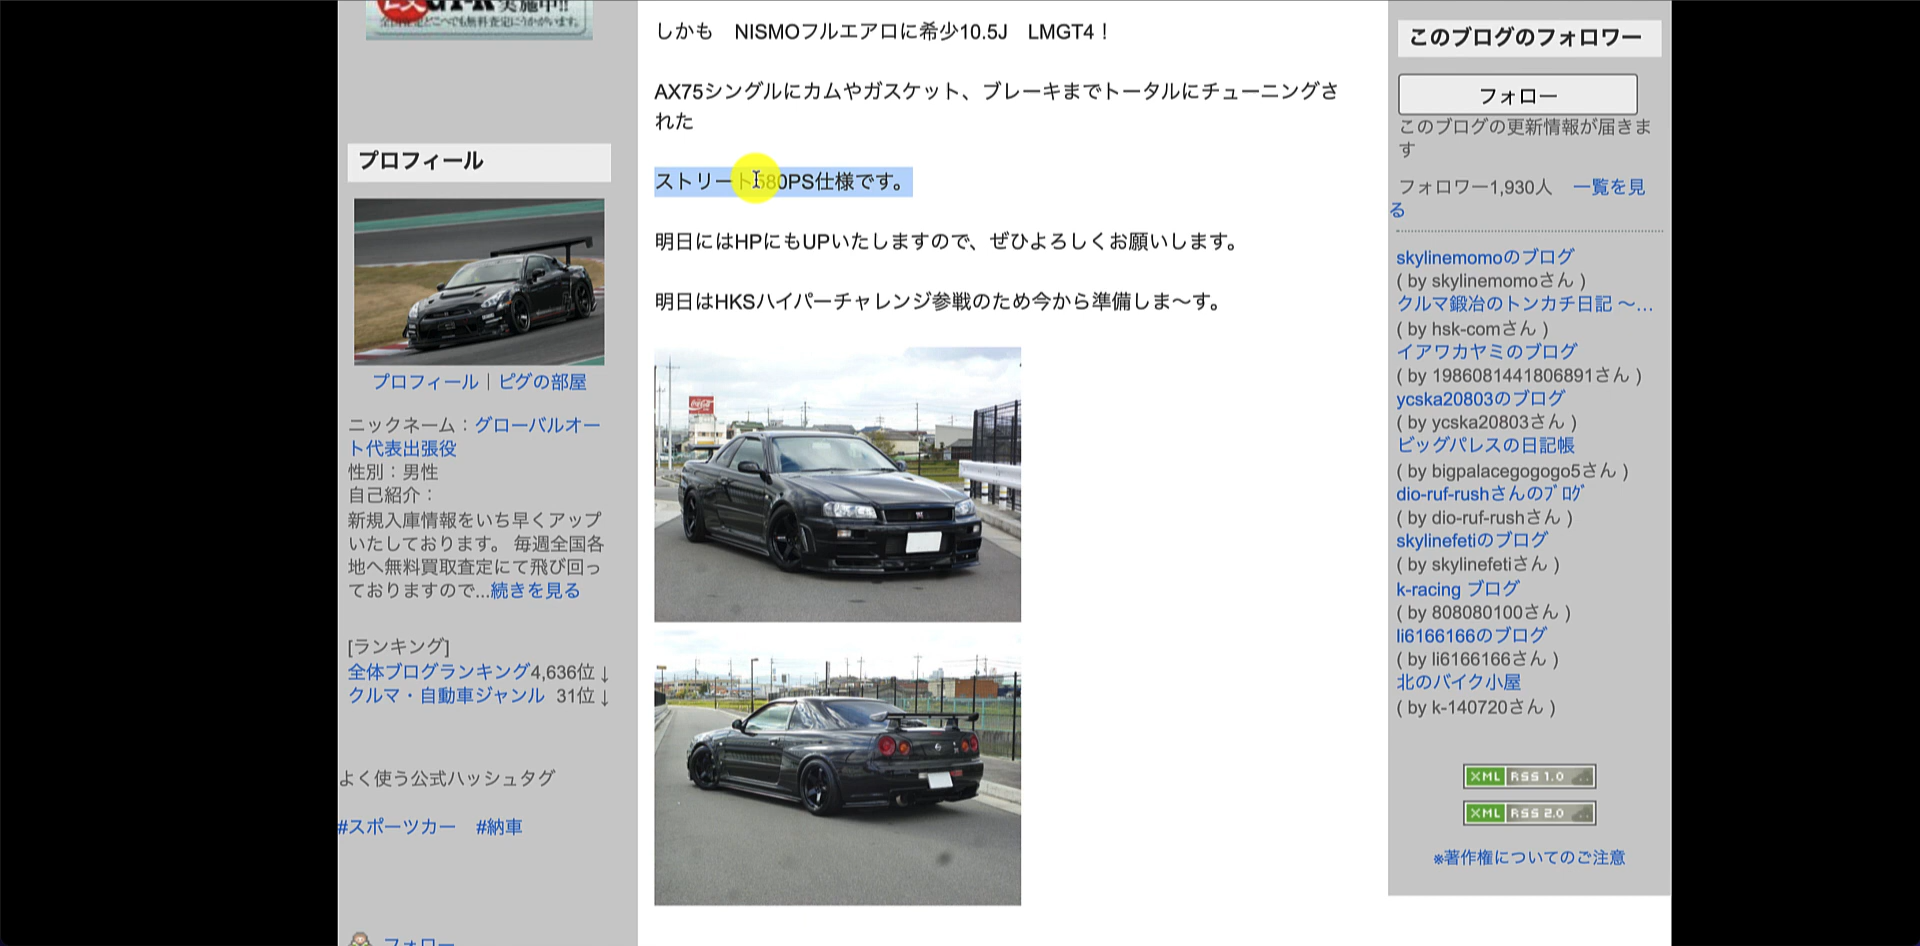 実施中!!
全国査定どこへでも無料査定にうかがいます。
プロフィール
プロフィール｜ピグの部屋
ニックネーム：グローバルオー
ト代表出張役
性別：男性
自己紹介：
新規入庫情報をいち早くアップ
いたしております。 毎週全国各
地へ無料買取査定にて飛び回っ
ておりますので...続きを見る
[ランキング]
全体ブログランキング4,636位↓
クルマ・自動車ジャンル 31位↓
よく使う公式ハッシュタグ
#スポーツカー #納車
フォロー
しかも　NISMOフルエアロに希少10.5J　LMGT4！
AX75シングルにカムやガスケット、ブレーキまでトータルにチューニングさ
れた
ストリート580PS仕様です。
明日にはHPにもUPいたしますので、ぜひよろしくお願いします。
明日はHKSハイパーチャレンジ参戦のため今から準備しま〜す。
Coca-Cola
このブログのフォロワー
フォロー
このブログの更新情報が届きま
す
フォロワー1,930人　一覧を見
る
skylinemomoのブログ
( by skylinemomoさん )
クルマ鍛冶のトンカチ日記 〜…
( by hsk-comさん )
イアワカヤミのブログ
( by 1986081441806891さん )
ycska20803のブログ
( by ycska20803さん )
ビッグパレスの日記帳
( by bigpalacegogogo5さん )
dio-ruf-rushさんのﾌﾞﾛｸﾞ
( by dio-ruf-rushさん )
skylinefetiのブログ
( by skylinefetiさん )
k-racing ブログ
( by 808080100さん )
li6166166のブログ
( by li6166166さん )
北のバイク小屋
( by k-140720さん )
XML RSS 1.0
XML RSS 2.0
※著作権についてのご注意